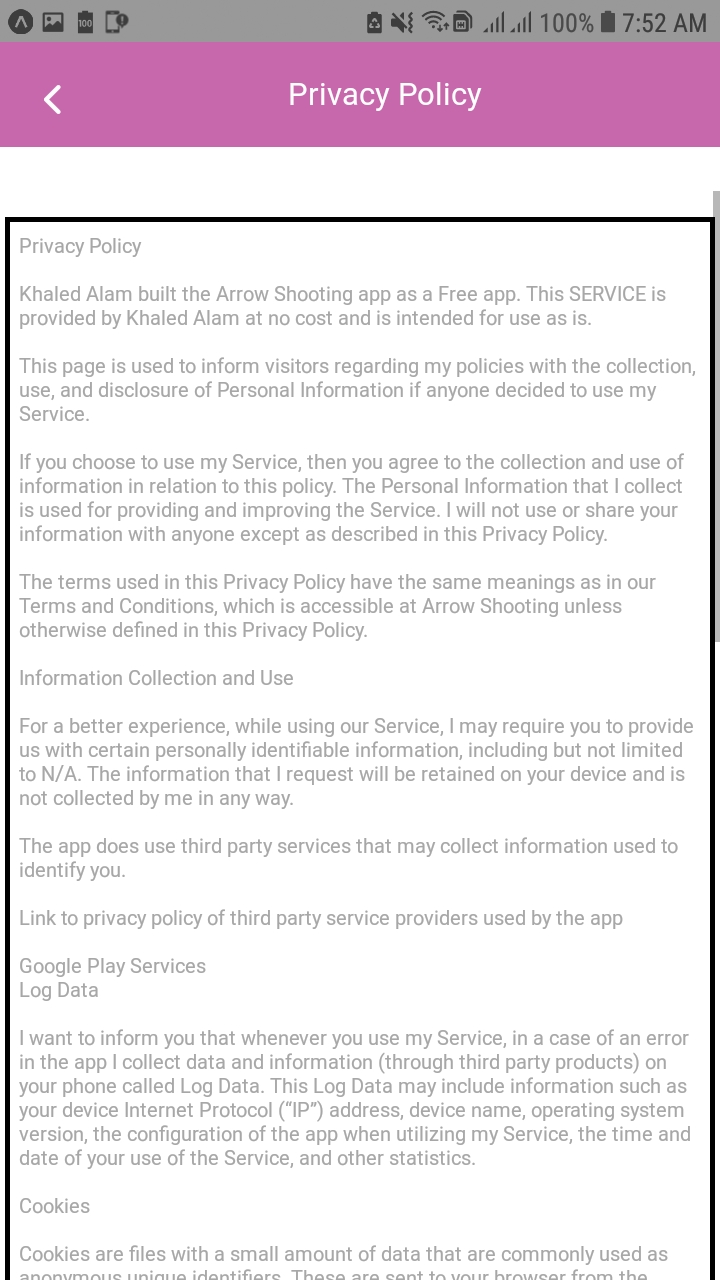 100% 7:52 AM
Privacy Policy
Privacy Policy
Khaled Alam built the Arrow Shooting app as a Free app. This SERVICE is
provided by Khaled Alam at no cost and is intended for use as is.
This page is used to inform visitors regarding my policies with the collection,
use, and disclosure of Personal Information if anyone decided to use my
Service.
If you choose to use my Service, then you agree to the collection and use of
information in relation to this policy. The Personal Information that I collect
is used for providing and improving the Service. I will not use or share your
information with anyone except as described in this Privacy Policy.
The terms used in this Privacy Policy have the same meanings as in our
Terms and Conditions, which is accessible at Arrow Shooting unless
otherwise defined in this Privacy Policy.
Information Collection and Use
For a better experience, while using our Service, I may require you to provide
us with certain personally identifiable information, including but not limited
to N/A. The information that I request will be retained on your device and is
not collected by me in any way.
The app does use third party services that may collect information used to
identify you.
Link to privacy policy of third party service providers used by the app
Google Play Services
Log Data
I want to inform you that whenever you use my Service, in a case of an error
in the app I collect data and information (through third party products) on
your phone called Log Data. This Log Data may include information such as
your device Internet Protocol (“IP”) address, device name, operating system
version, the configuration of the app when utilizing my Service, the time and
date of your use of the Service, and other statistics.
Cookies
Cookies are files with a small amount of data that are commonly used as
anonymous unique identifiers. These are sent to your browser from the